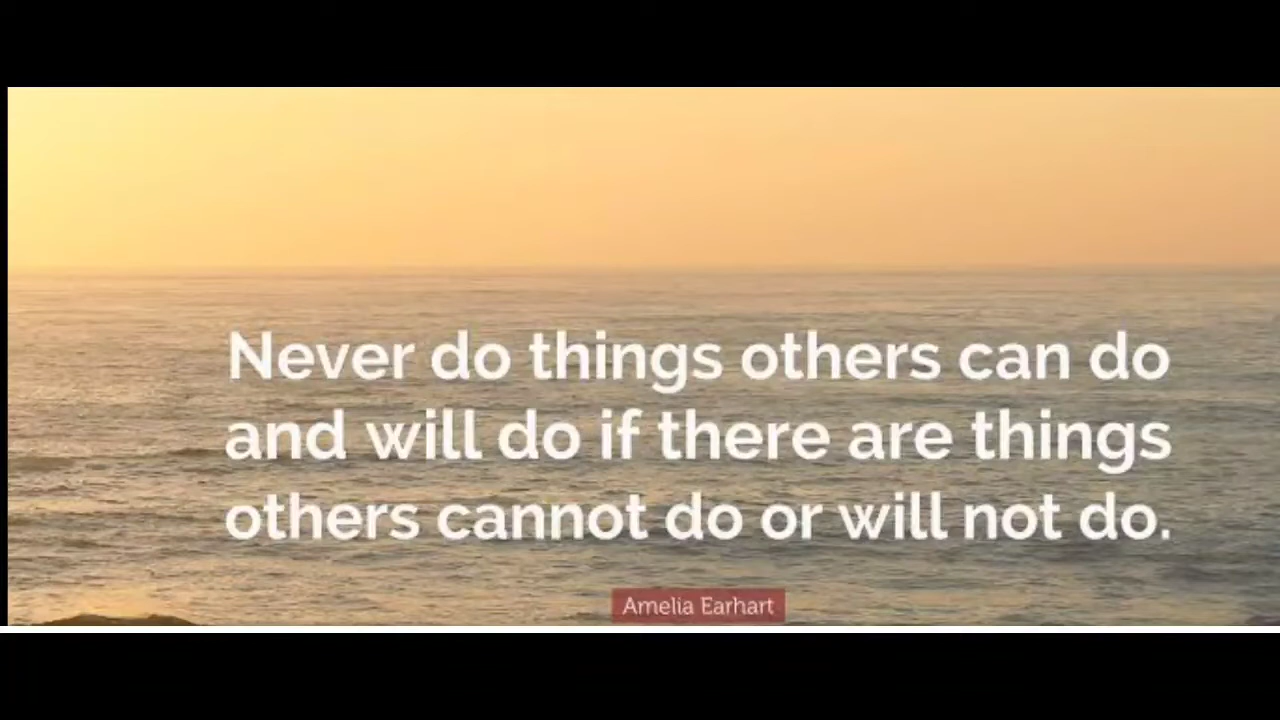 Never do things others can do
and will do if there are things
others cannot do or will not do.
Amelia Earhart